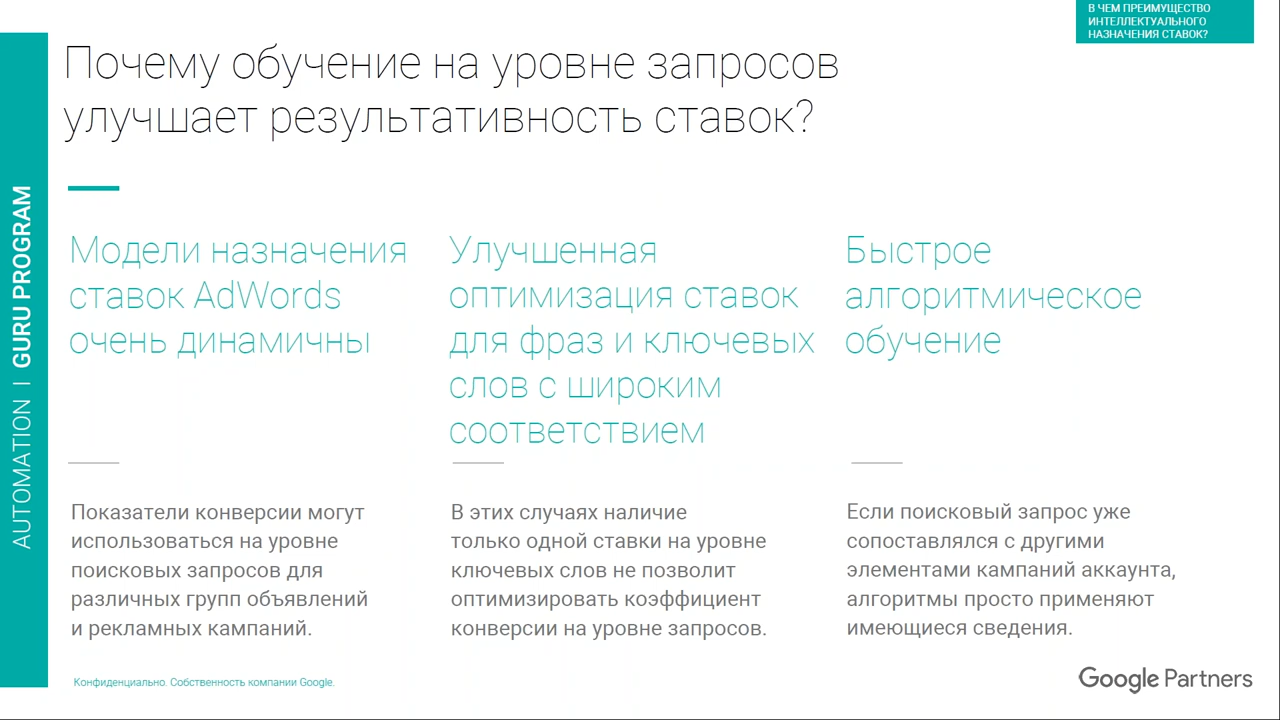 В ЧЕМ ПРЕИМУЩЕСТВО
ИНТЕЛЛЕКТУАЛЬНОГО
НАЗНАЧЕНИЯ СТАВОК?
Почему обучение на уровне запросов
улучшает результативность ставок?
AUTOMATION | GURU PROGRAM
Модели назначения
ставок AdWords
очень динамичны
Показатели конверсии могут
использоваться на уровне
поисковых запросов для
различных групп объявлений
и рекламных кампаний.
Улучшенная
оптимизация ставок
для фраз и ключевых
слов с широким
соответствием
В этих случаях наличие
только одной ставки на уровне
ключевых слов не позволит
оптимизировать коэффициент
конверсии на уровне запросов.
Быстрое
алгоритмическое
обучение
Если поисковый запрос уже
сопоставлялся с другими
элементами кампаний аккаунта,
алгоритмы просто применяют
имеющиеся сведения.
Конфиденциально. Собственность компании Google.
Google Partners